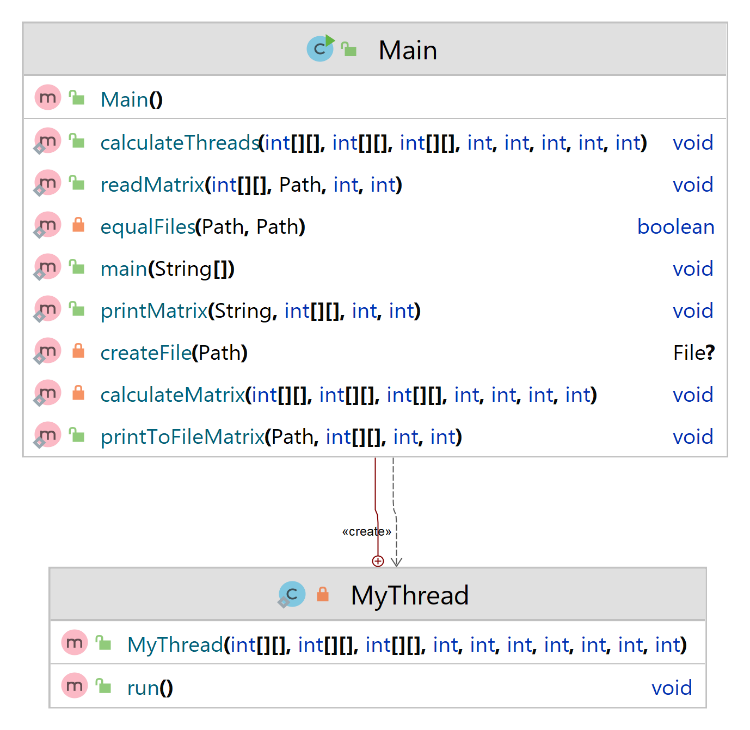 Main
Main()
calculateThreads(int[][], int[][], int[][], int, int, int, int, int) void
readMatrix(int[][], Path, int, int) void
equalFiles(Path, Path) boolean
main(String[]) void
printMatrix(String, int[][], int, int) void
createFile(Path) File?
calculateMatrix(int[][], int[][], int[][], int, int, int, int) void
printToFileMatrix(Path, int[][], int, int) void
«create»
MyThread
MyThread(int[][], int[][], int[][], int, int, int, int, int, int, int)
run() void